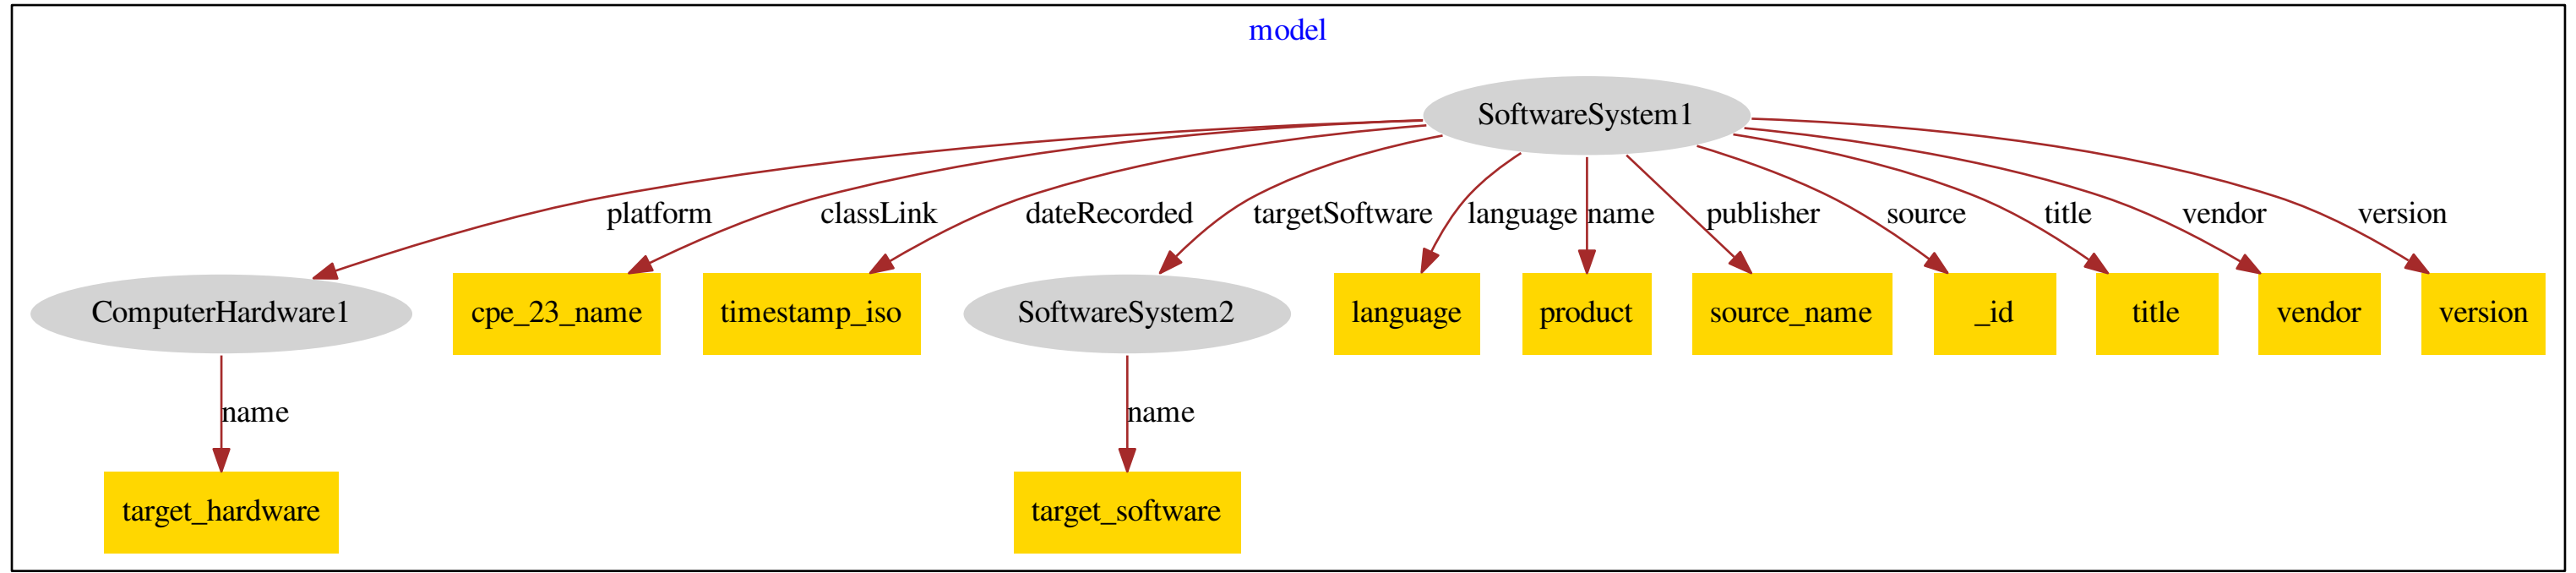 model
SoftwareSystem1
platform
classLink
dateRecorded
targetSoftware
language
name
publisher
source
title
vendor
version
ComputerHardware1
cpe_23_name
timestamp_iso
SoftwareSystem2
language
product
source_name
_id
title
vendor
version
name
name
target_hardware
target_software